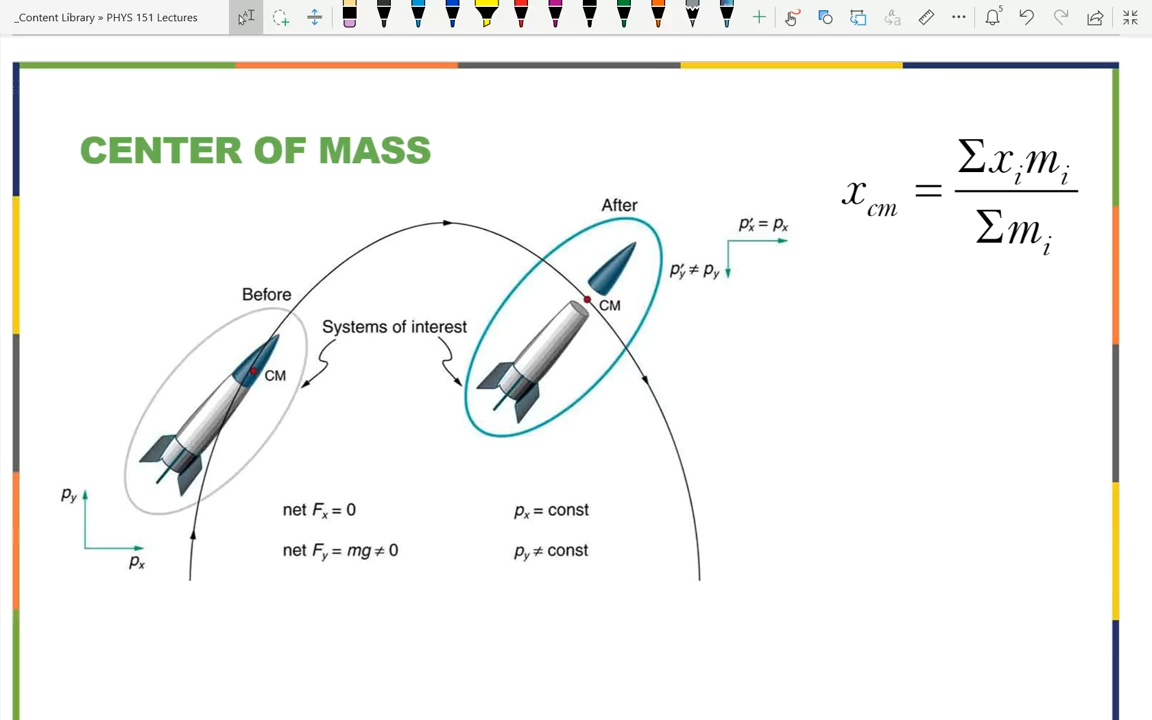 _Content Library » PHYS 151 Lectures
5
CENTER OF MASS
x_cm = Σx_i m_i / Σm_i
After
p′x = px
p′y ≠ py
CM
Before
Systems of interest
CM
py
px
net Fx = 0
px = const
net Fy = mg ≠ 0
py ≠ const